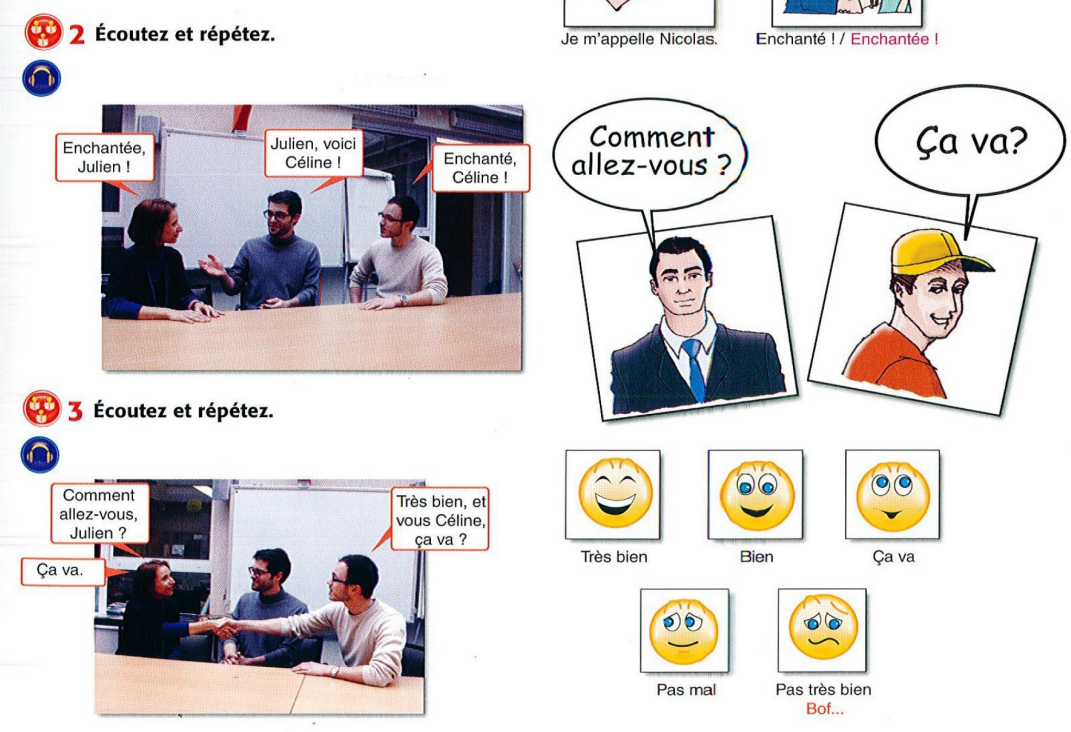 2 Écoutez et répétez.
Enchantée,
Julien !
Julien, voici
Céline !
Enchanté,
Céline !
3 Écoutez et répétez.
Comment
allez-vous,
Julien ?
Très bien, et
vous Céline,
ça va ?
Ça va.
Je m'appelle Nicolas.
Enchanté ! / Enchantée !
Comment
allez-vous ?
Ça va?
Très bien
Bien
Ça va
Pas mal
Pas très bien
Bof...